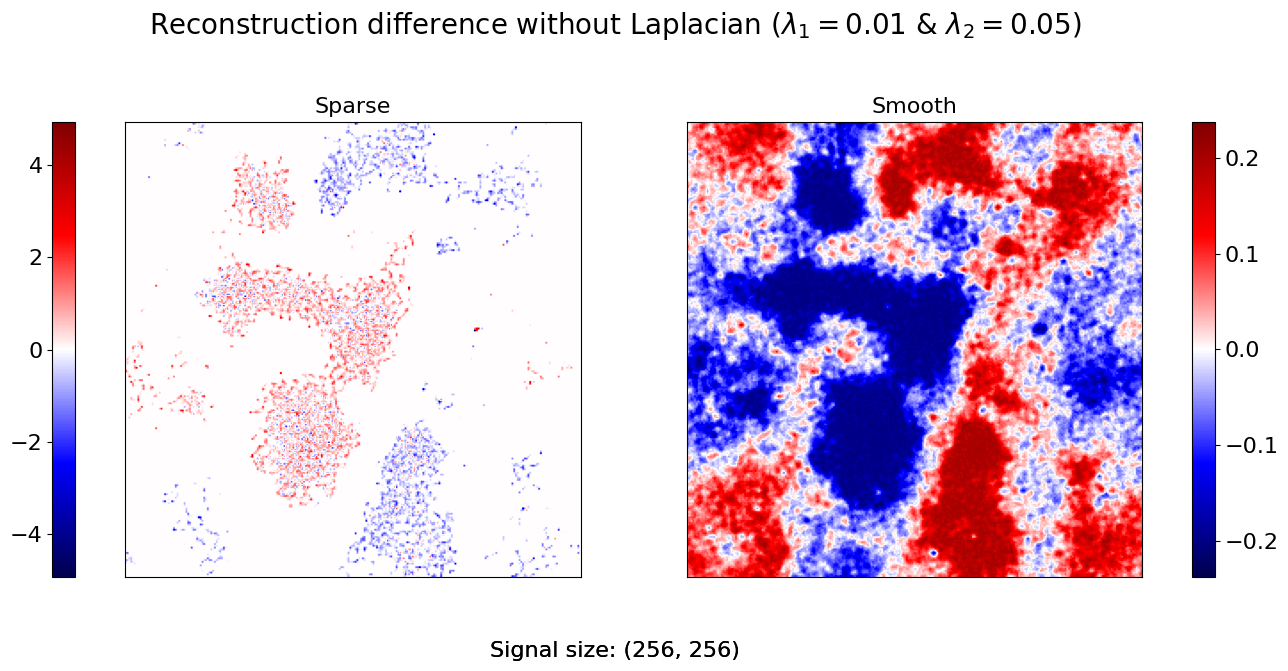 Reconstruction difference without Laplacian (λ₁ = 0.01 & λ₂ = 0.05)
Sparse
Smooth
4
2
0
−2
−4
0.2
0.1
0.0
−0.1
−0.2
Signal size: (256, 256)